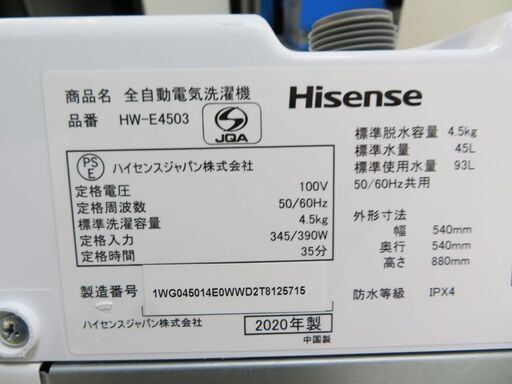 商品名 全自動電気洗濯機
品番 HW-E4503
S
JQA
Hisense
PS
E
ハイセンスジャパン株式会社
定格電圧 100V
定格周波数 50/60Hz
標準洗濯容量 4.5kg
定格入力 345/390W
定格時間 35分
製造番号 1WG045014E0WWD2T8125715
ハイセンスジャパン株式会社 2020年製
中国製
標準脱水容量 4.5kg
標準水量 45L
標準使用水量 93L
50/60Hz共用
外形寸法
幅 540mm
奥行 540mm
高さ 880mm
防水等級 IPX4